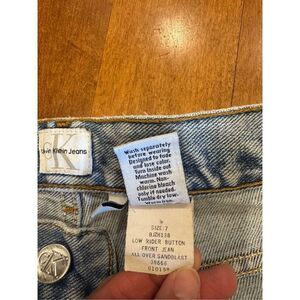 CK
Calvin Klein Jeans
Wash separately
before wearing
Designed to fade
and lose color.
Turn inside out
Machine wash
warm. Non-
chlorine bleach
only if needed.
Tumble dry low.
SIZE 7
LOW RIDER BUTTON
FRONT JEAN
ALL OVER SANDBLAST